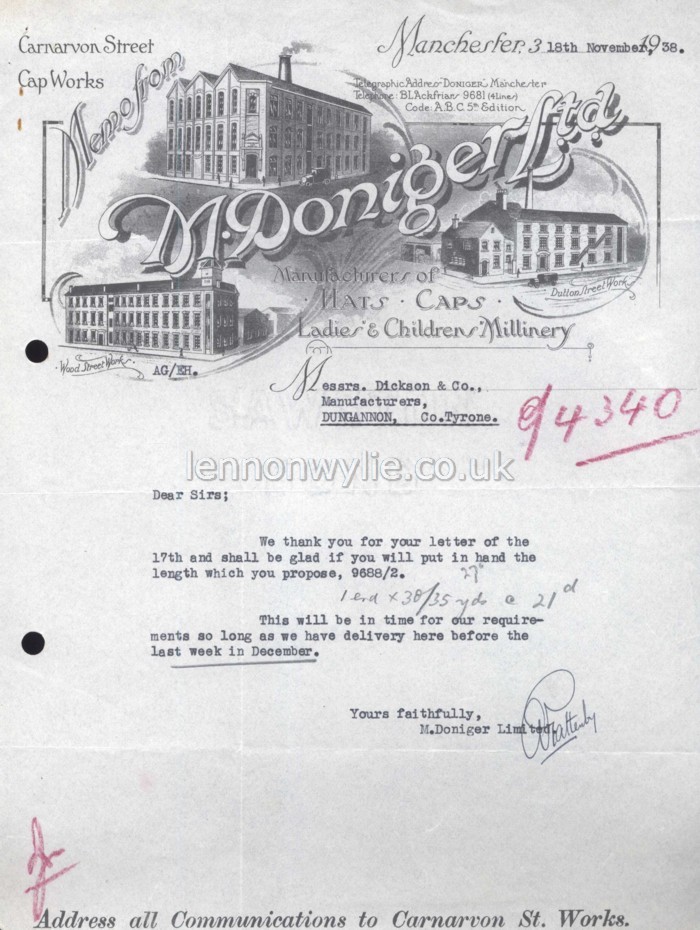 Carnarvon Street
Cap Works
Manchester, 3 18th November, 1938.
Telegraphic Address "DONIGER" Manchester
Telephone: BLAckfriars 9681 (4 Lines)
Code: A.B.C. 5th Edition
Memo from
M. Doniger Ltd.
Manufacturers of
HATS · CAPS ·
Ladies' & Childrens' Millinery
Dutton Street Works
Wood Street Works.
AG/EH.
Messrs. Dickson & Co.,
Manufacturers,
DUNGANNON, Co.Tyrone.
4340
lennonwylie.co.uk
Dear Sirs;
We thank you for your letter of the
17th and shall be glad if you will put in hand the
length which you propose, 9688/2.
27"
1 end x 38/35 yds @ 21d
This will be in time for our require-
ments so long as we have delivery here before the
last week in December.
Yours faithfully,
M.Doniger Limited.
Address all Communications to Carnarvon St. Works.